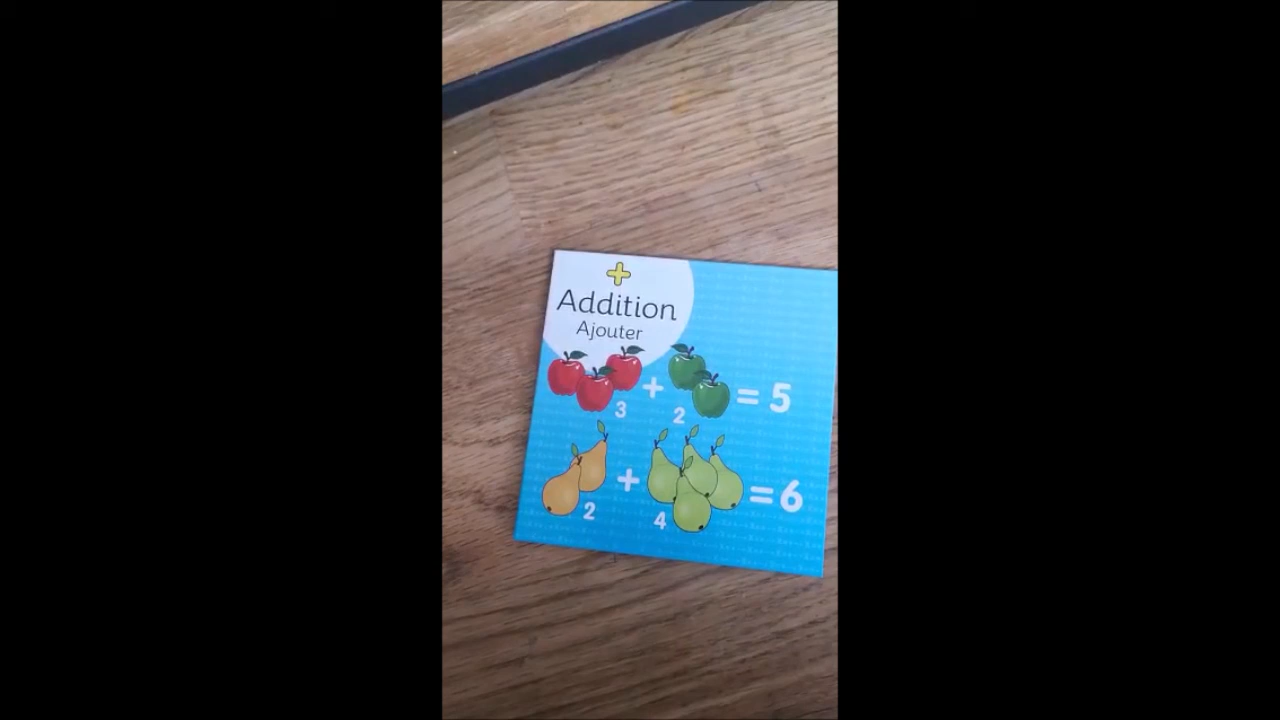 +
Addition
Ajouter
3 + 2 = 5
2 + 4 = 6